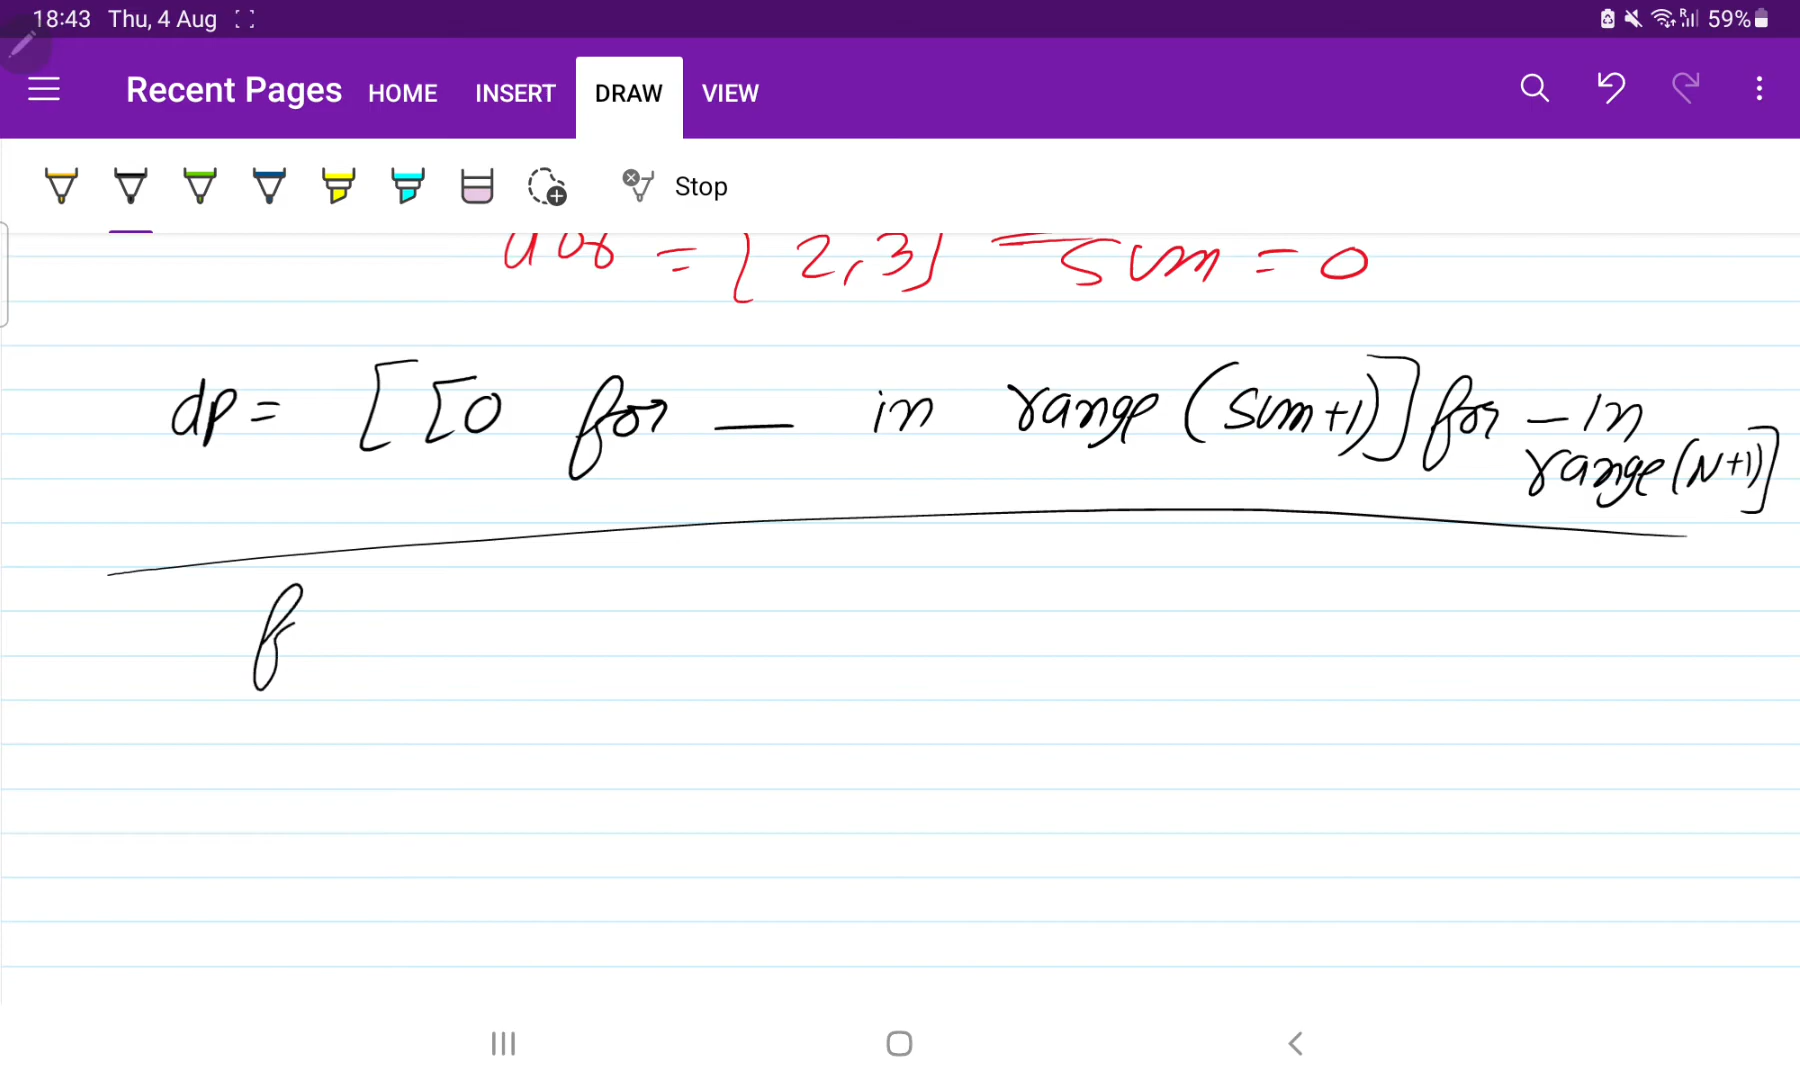 18:43 Thu, 4 Aug 59%
Recent Pages HOME INSERT DRAW VIEW
Stop
= [2,3] sum = 0
dp = [[0 for _ in range(sum+1)] for _ in
range(N+1)]
f